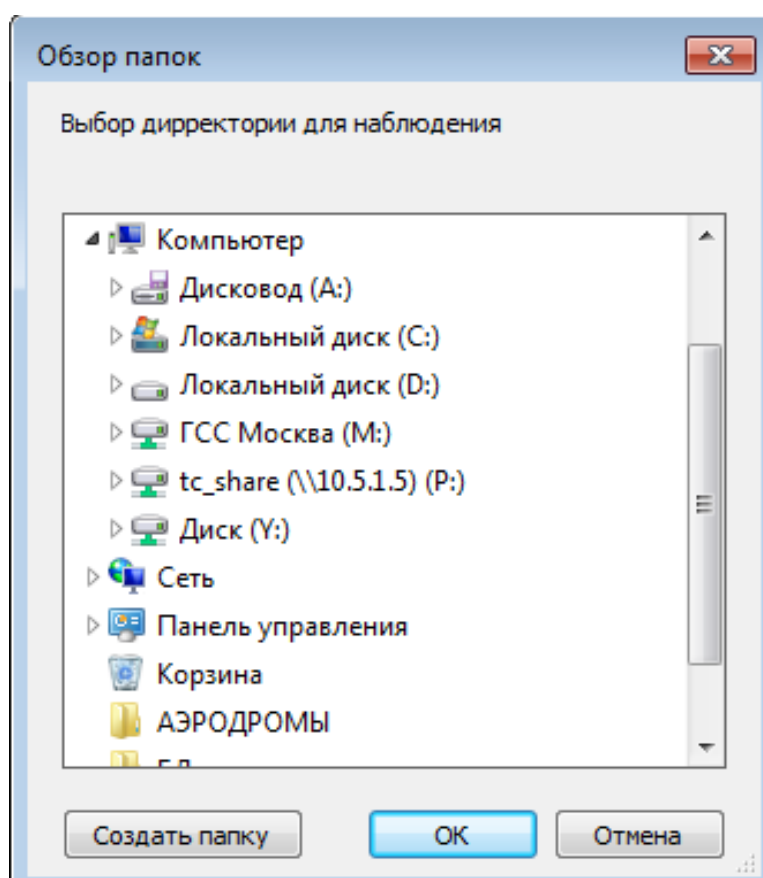 Обзор папок
Выбор дирректории для наблюдения
Компьютер
Дисковод (A:)
Локальный диск (C:)
Локальный диск (D:)
ГСС Москва (M:)
tc_share (\\10.5.1.5) (P:)
Диск (Y:)
Сеть
Панель управления
Корзина
АЭРОДРОМЫ
Создать папку
ОК
Отмена